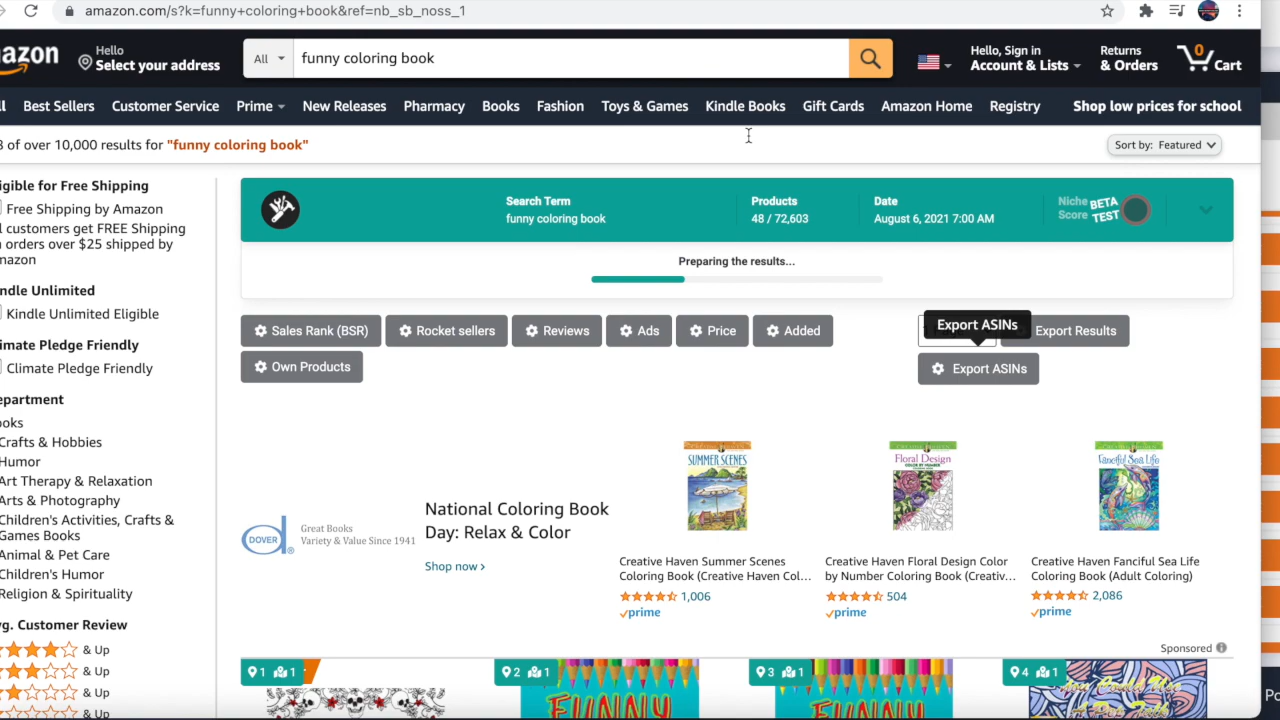 amazon.com/s?k=funny+coloring+book&ref=nb_sb_noss_1
azon
Hello
Select your address
All
funny coloring book
Hello, Sign in
Account & Lists
Returns
& Orders
0
Cart
Best Sellers
Customer Service
Prime
New Releases
Pharmacy
Books
Fashion
Toys & Games
Kindle Books
Gift Cards
Amazon Home
Registry
Shop low prices for school
of over 10,000 results for "funny coloring book"
Sort by: Featured
igible for Free Shipping
Free Shipping by Amazon
l customers get FREE Shipping
orders over $25 shipped by
mazon
ndle Unlimited
Kindle Unlimited Eligible
imate Pledge Friendly
Climate Pledge Friendly
epartment
ooks
Crafts & Hobbies
Humor
Art Therapy & Relaxation
Arts & Photography
Children's Activities, Crafts &
Games Books
Animal & Pet Care
Children's Humor
Religion & Spirituality
vg. Customer Review
& Up
& Up
& Up
& Up
Search Term
funny coloring book
Products
48 / 72,603
Date
August 6, 2021 7:00 AM
Niche
Score
BETA
TEST
Preparing the results...
Sales Rank (BSR)
Rocket sellers
Reviews
Ads
Price
Added
Own Products
Export ASINs
Export Results
Export ASINs
DOVER
Great Books
Variety & Value Since 1941
National Coloring Book
Day: Relax & Color
Shop now ›
SUMMER SCENES
Creative Haven Summer Scenes
Coloring Book (Creative Haven Col...
1,006
prime
Floral Design
COLOR BY NUMBER
Creative Haven Floral Design Color
by Number Coloring Book (Creativ...
504
prime
Fanciful Sea Life
Creative Haven Fanciful Sea Life
Coloring Book (Adult Coloring)
2,086
prime
Sponsored
1 1
2 1
3 1
4 1
FUNNY
FUNNY